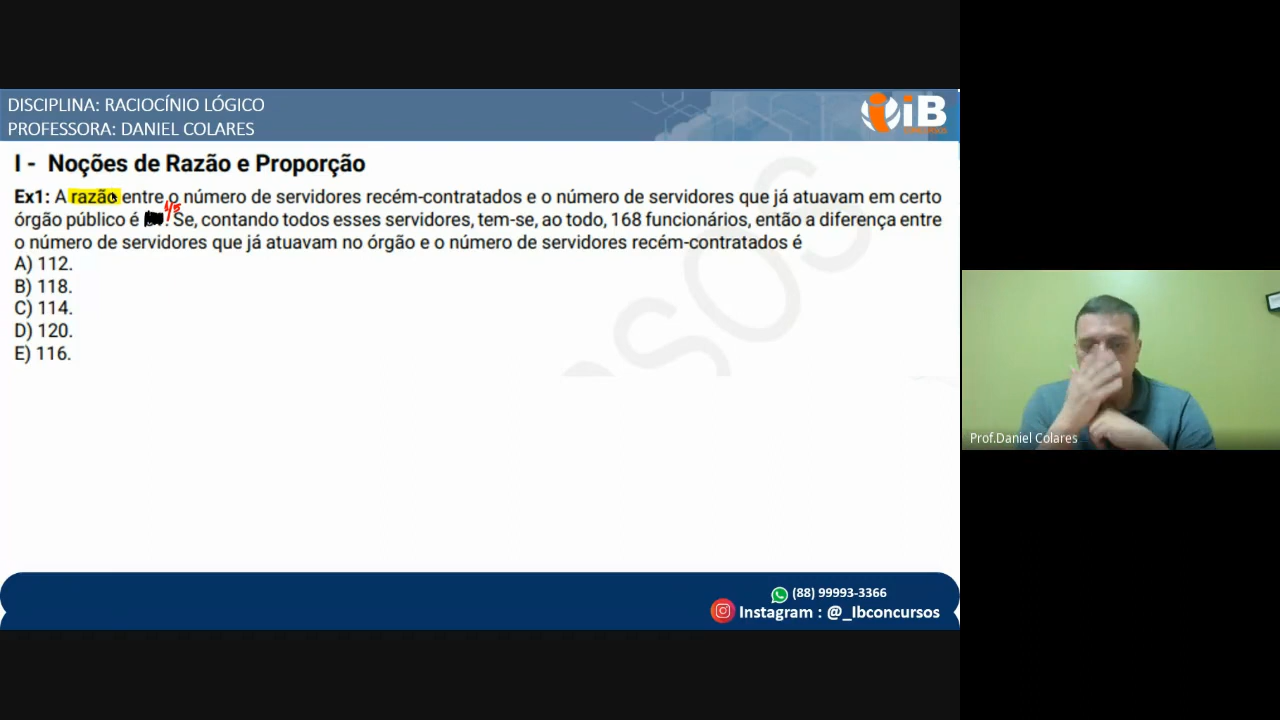 DISCIPLINA: RACIOCÍNIO LÓGICO
PROFESSORA: DANIEL COLARES
iB
I - Noções de Razão e Proporção
Ex1: A razão entre o número de servidores recém-contratados e o número de servidores que já atuavam em certo
órgão público é 1/5. Se, contando todos esses servidores, tem-se, ao todo, 168 funcionários, então a diferença entre
o número de servidores que já atuavam no órgão e o número de servidores recém-contratados é
A) 112.
B) 118.
C) 114.
D) 120.
E) 116.
Prof.Daniel Colares
(88) 99993-3366
Instagram : @_Ibconcursos